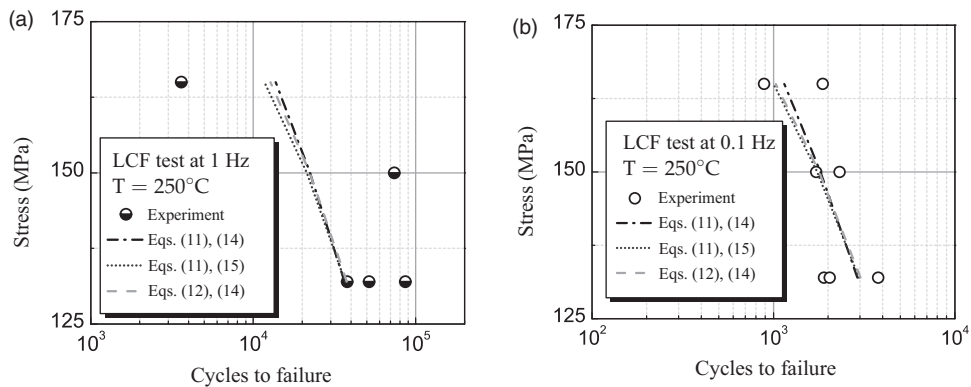 (a)
175
150
125
Stress (MPa)
LCF test at 1 Hz
T = 250°C
Experiment
Eqs. (11), (14)
Eqs. (11), (15)
Eqs. (12), (14)
10³
10⁴
10⁵
Cycles to failure
(b)
175
150
125
Stress (MPa)
LCF test at 0.1 Hz
T = 250°C
Experiment
Eqs. (11), (14)
Eqs. (11), (15)
Eqs. (12), (14)
10²
10³
10⁴
Cycles to failure